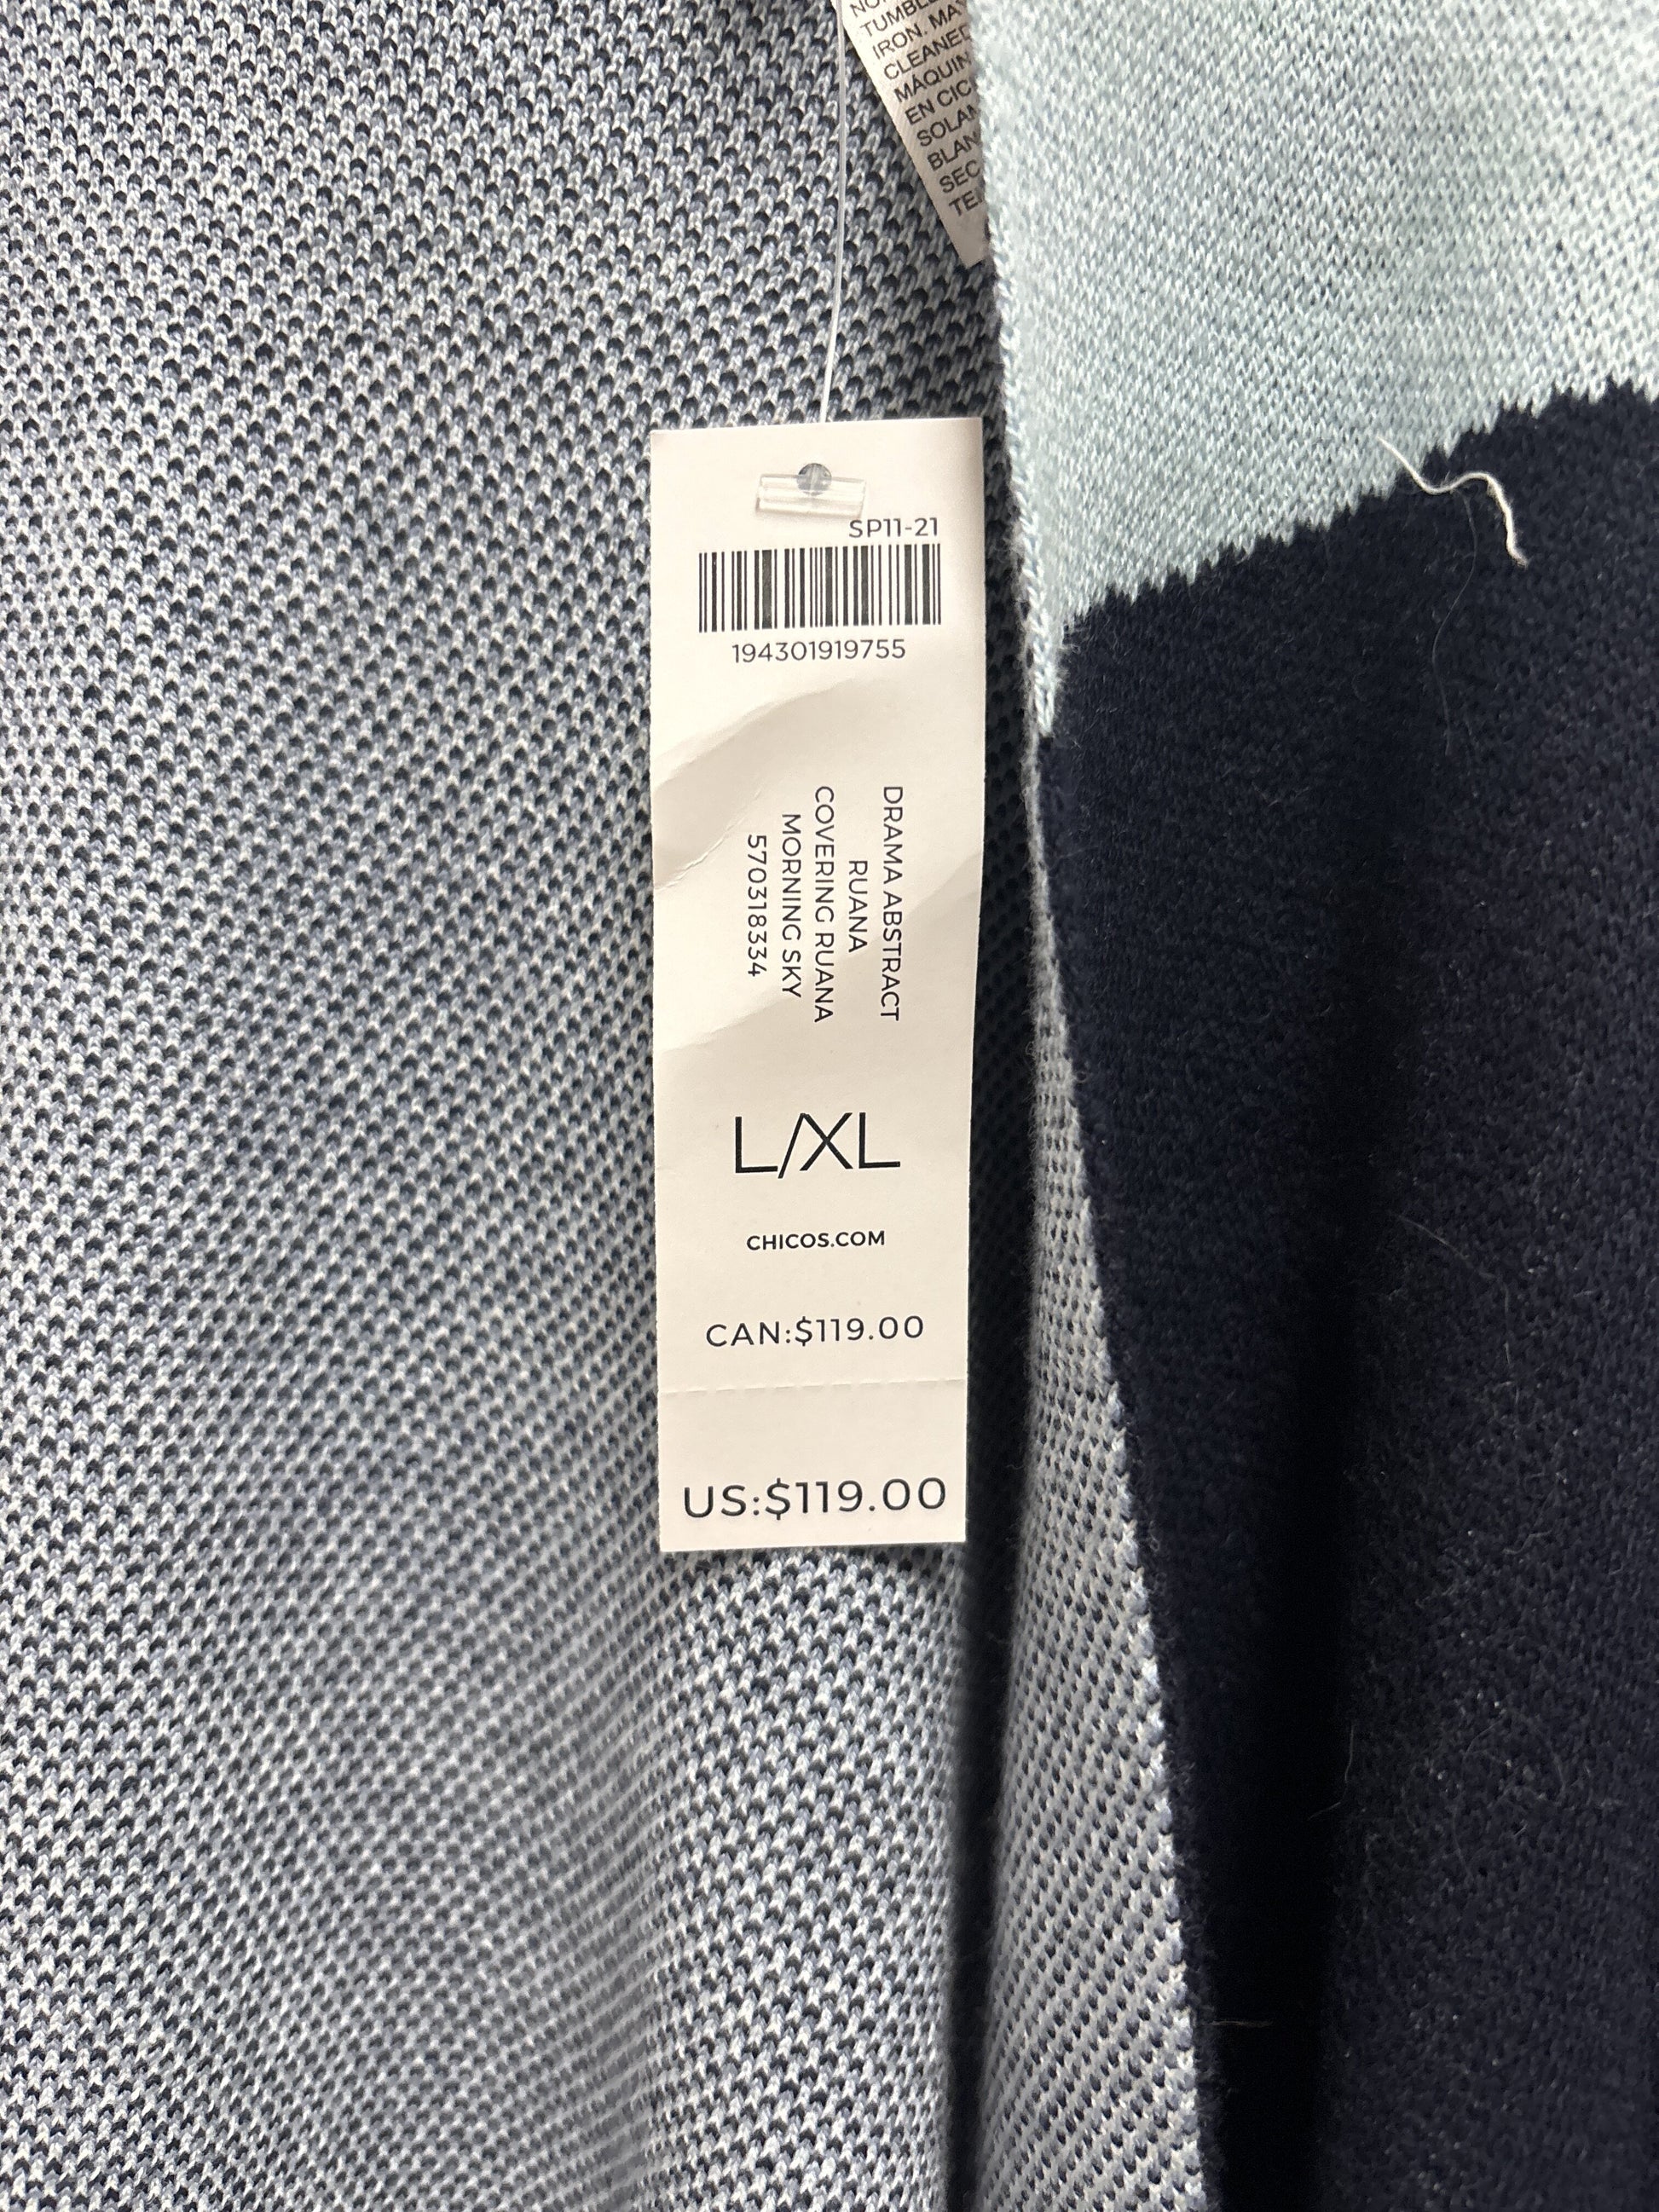 TUMBLE
IRON. MAY
CLEANED
MÁQUIN
EN CIC
SOLAM
BLAN
SEC
SP11-21
194301919755
DRAMA ABSTRACT
RUANA
COVERING RUANA
MORNING SKY
570318334
L/XL
CHICOS.COM
CAN:$119.00
US:$119.00